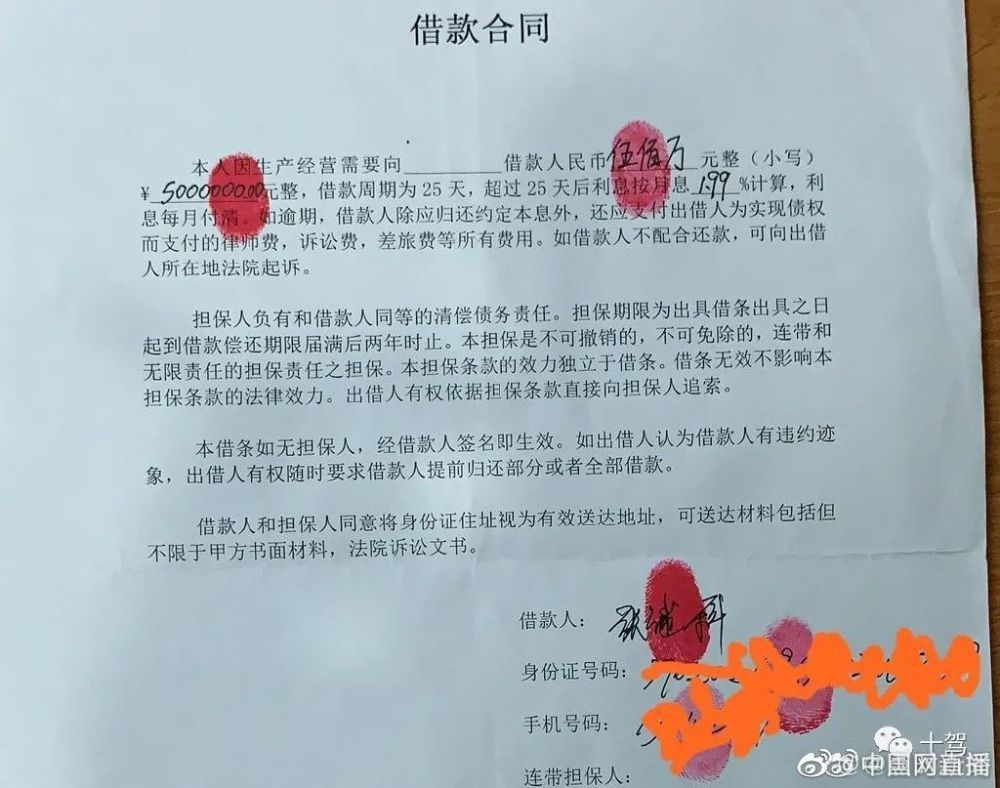 借款合同
本人因生产经营需要向________借款人民币伍佰万元整（小写）
¥5000000.00元整，借款周期为25天，超过25天后利息按月息1.99%计算，利
息每月付清。如逾期，借款人除应归还约定本息外，还应支付出借人为实现债权
而支付的律师费，诉讼费，差旅费等所有费用。如借款人不配合还款，可向出借
人所在地法院起诉。
担保人负有和借款人同等的清偿债务责任。担保期限为出具借条出具之日
起到借款偿还期限届满后两年时止。本担保是不可撤销的，不可免除的，连带和
无限责任的担保责任之担保。本担保条款的效力独立于借条。借条无效不影响本
担保条款的法律效力。出借人有权依据担保条款直接向担保人追索。
本借条如无担保人，经借款人签名即生效。如出借人认为借款人有违约迹
象，出借人有权随时要求借款人提前归还部分或者全部借款。
借款人和担保人同意将身份证住址视为有效送达地址，可送达材料包括但
不限于甲方书面材料，法院诉讼文书。
借款人：张继科
身份证号码：
手机号码：
连带担保人：
十驾
@中国网直播